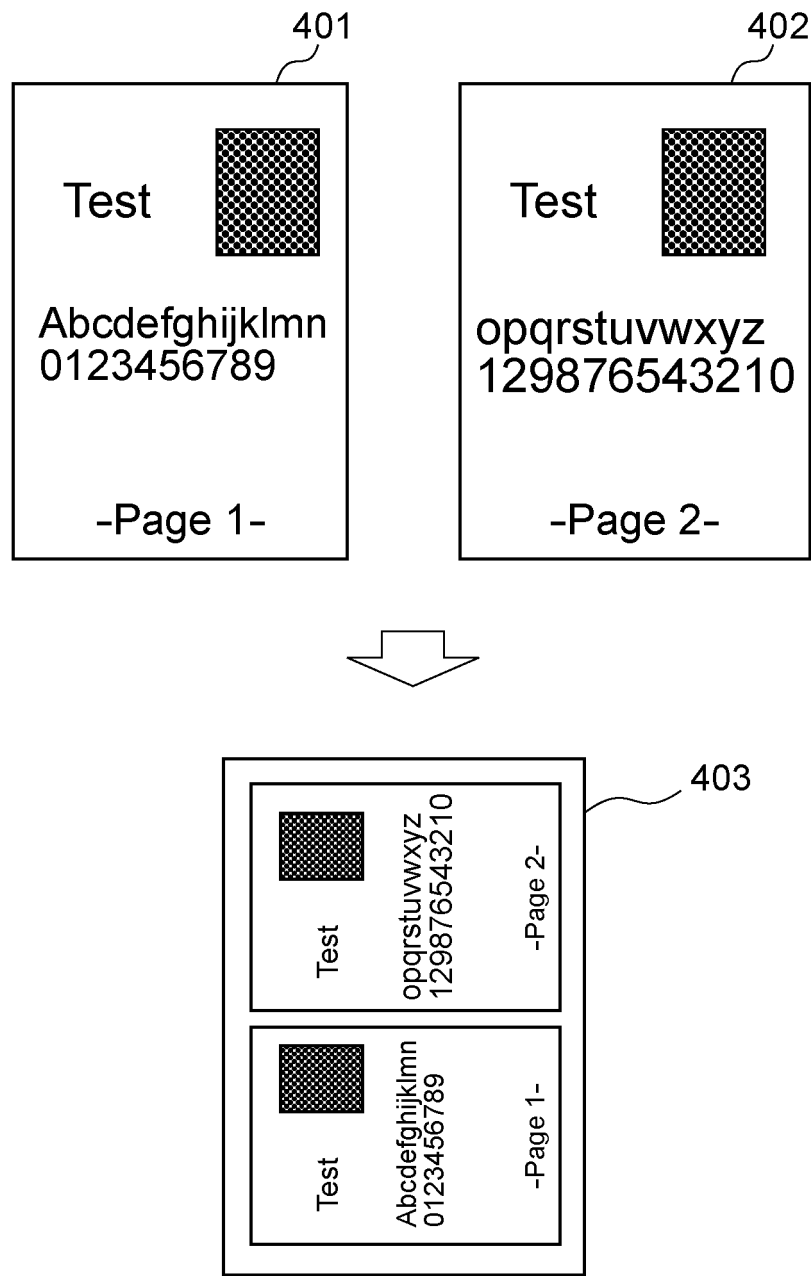 401
402
Test
Abcdefghijklmn
0123456789
-Page 1-
Test
opqrstuvwxyz
129876543210
-Page 2-
403
Test
opqrstuvwxyz
129876543210
-Page 2-
Test
Abcdefghijklmn
0123456789
-Page 1-